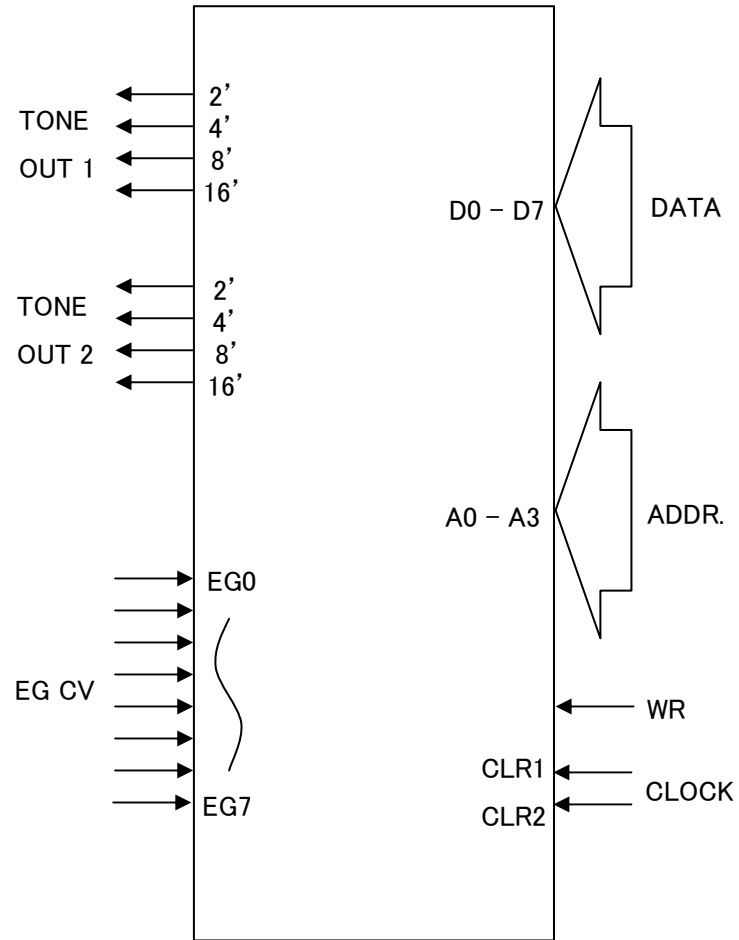 2’
TONE
4’
8’
OUT 1
16’
D0 – D7
DATA
2’
TONE
4’
8’
OUT 2
16’
A0 – A3
ADDR.
EG0
EG CV
WR
CLR1
CLOCK
EG7
CLR2